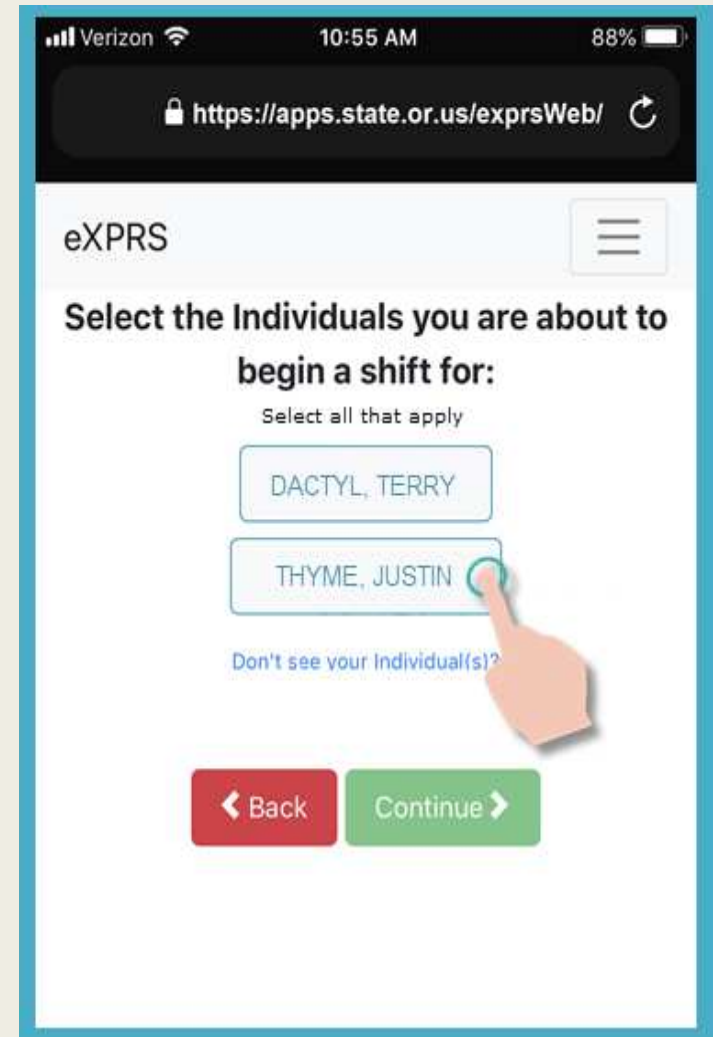 Verizon 10:55 AM 88%
https://apps.state.or.us/exprsWeb/
eXPRS
Select the Individuals you are about to
begin a shift for:
Select all that apply
DACTYL, TERRY
THYME, JUSTIN
Don't see your Individual(s)?
Back Continue